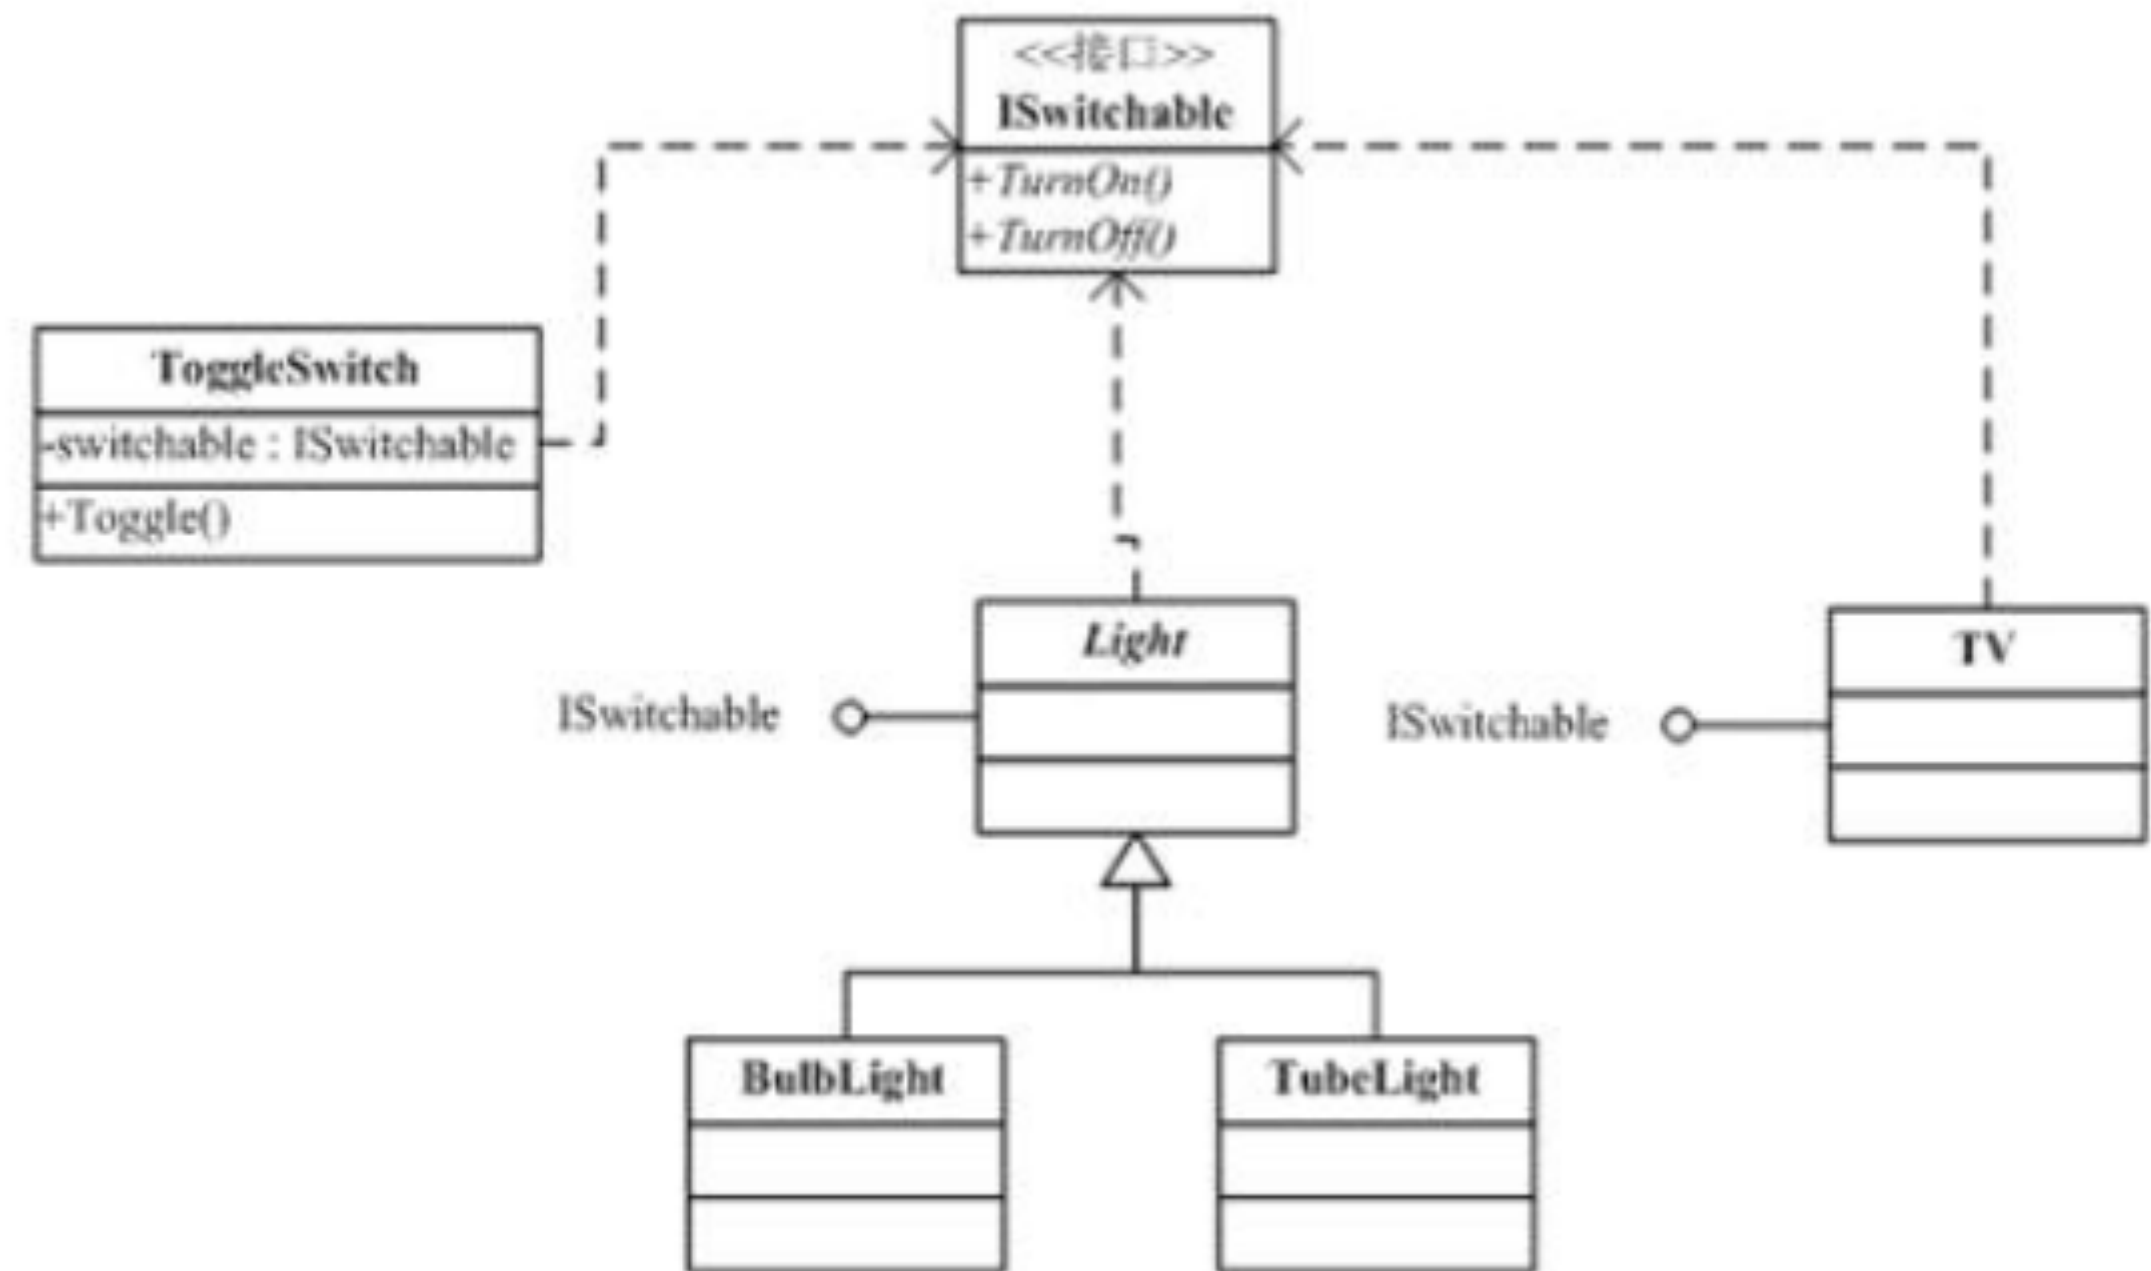 <<接口>>
ISwitchable
+TurnOn()
+TurnOff()
ToggleSwitch
-switchable : ISwitchable
+Toggle()
Light
ISwitchable
TV
ISwitchable
BulbLight
TubeLight